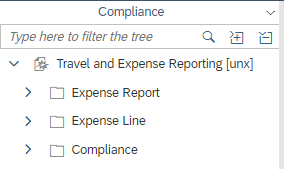 Compliance
Type here to filter the tree
Travel and Expense Reporting [unx]
Expense Report
Expense Line
Compliance